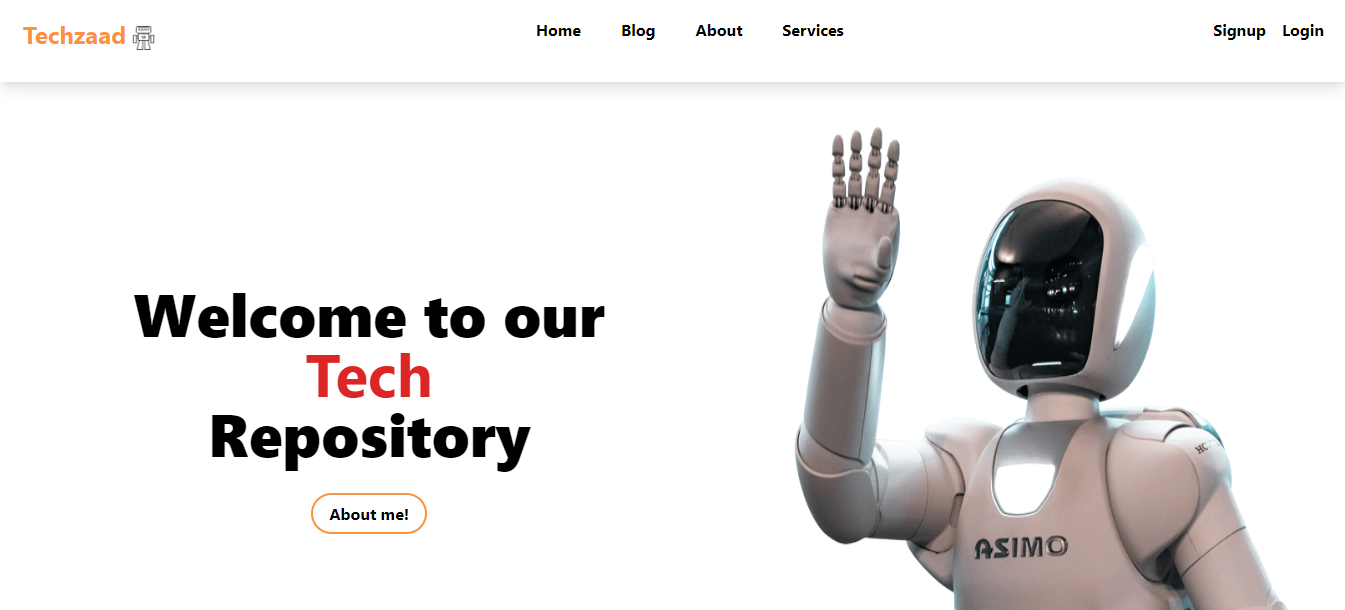 Techzaad
Home Blog About Services
Signup Login
Welcome to our
Tech
Repository
About me!
ASIMO